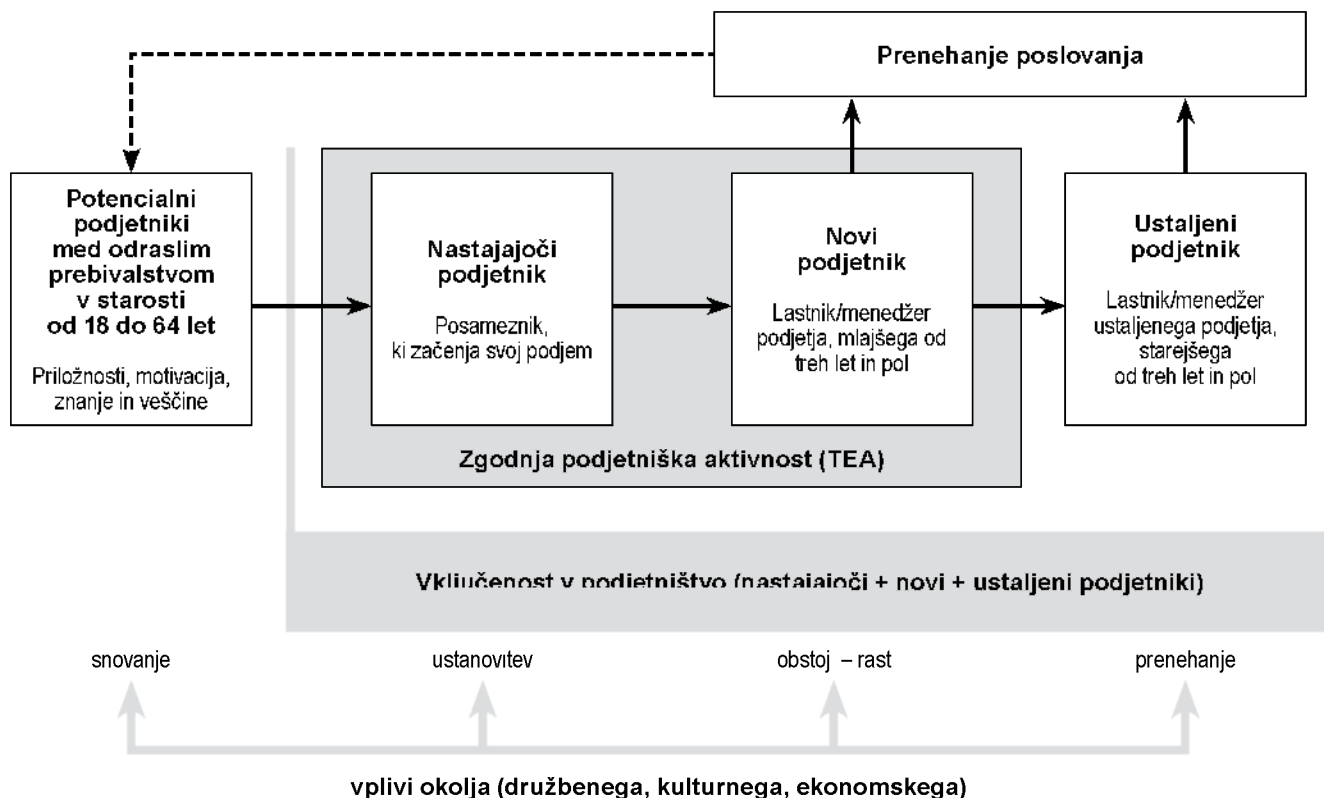 Prenehanje poslovanja
Potencialni
podjetniki
med odraslim
prebivalstvom
v starosti
od 18 do 64 let
Priložnosti, motivacija,
znanje in veščine
Nastajajoči
podjetnik
Posameznik,
ki začenja svoj podjem
Novi
podjetnik
Lastnik/menedžer
podjetja, mlajšega od
treh let in pol
Ustaljeni
podjetnik
Lastnik/menedžer
ustaljenega podjetja,
starejšega
od treh let in pol
Zgodnja podjetniška aktivnost (TEA)
Vključenost v podjetništvo (nastajajoči + novi + ustaljeni podjetniki)
snovanje
ustanovitev
obstoj – rast
prenehanje
vplivi okolja (družbenega, kulturnega, ekonomskega)